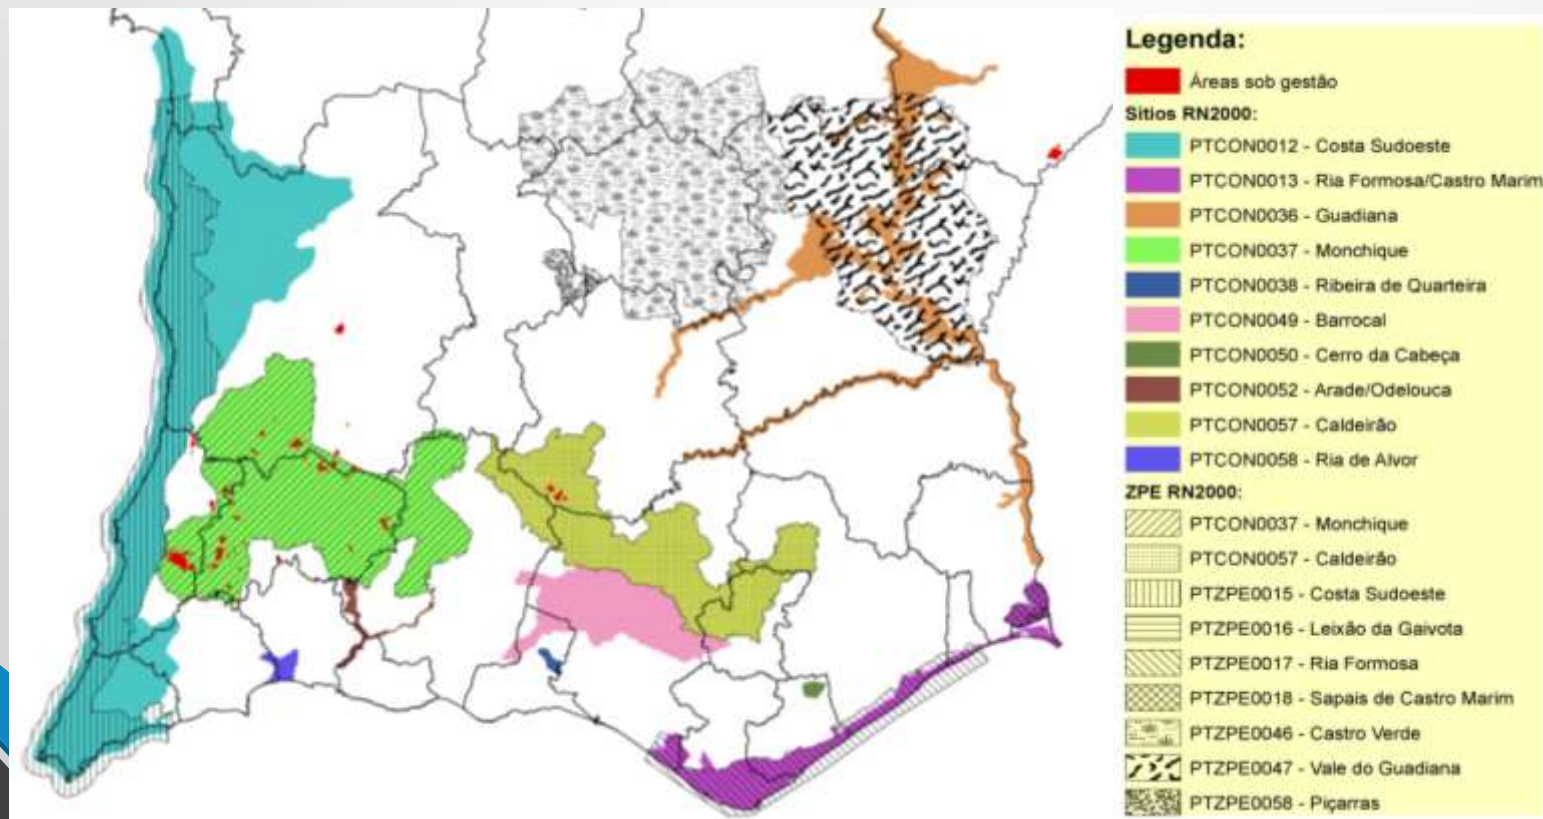 Legenda:
Áreas sob gestão
Sitios RN2000:
PTCON0012 - Costa Sudoeste
PTCON0013 - Ria Formosa/Castro Marim
PTCON0036 - Guadiana
PTCON0037 - Monchique
PTCON0038 - Ribeira de Quarteira
PTCON0049 - Barrocal
PTCON0050 - Cerro da Cabeça
PTCON0052 - Arade/Odelouca
PTCON0057 - Caldeirão
PTCON0058 - Ria de Alvor
ZPE RN2000:
PTCON0037 - Monchique
PTCON0057 - Caldeirão
PTZPE0015 - Costa Sudoeste
PTZPE0016 - Leixão da Gaivota
PTZPE0017 - Ria Formosa
PTZPE0018 - Sapais de Castro Marim
PTZPE0046 - Castro Verde
PTZPE0047 - Vale do Guadiana
PTZPE0058 - Piçarras